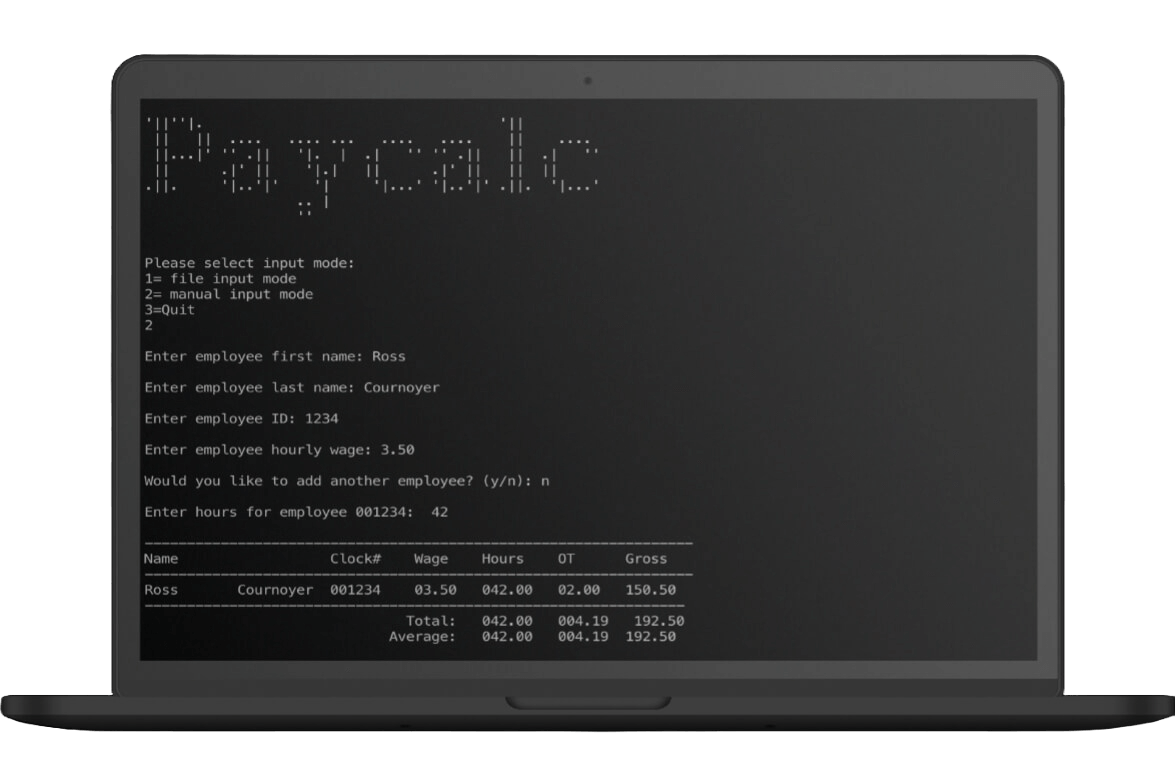 Paycalc
Please select input mode:
1= file input mode
2= manual input mode
3=Quit
2
Enter employee first name: Ross
Enter employee last name: Cournoyer
Enter employee ID: 1234
Enter employee hourly wage: 3.50
Would you like to add another employee? (y/n): n
Enter hours for employee 001234:  42
Name Clock# Wage Hours OT Gross
Ross Cournoyer 001234 03.50 042.00 02.00 150.50
Total: 042.00 004.19 192.50
Average: 042.00 004.19 192.50